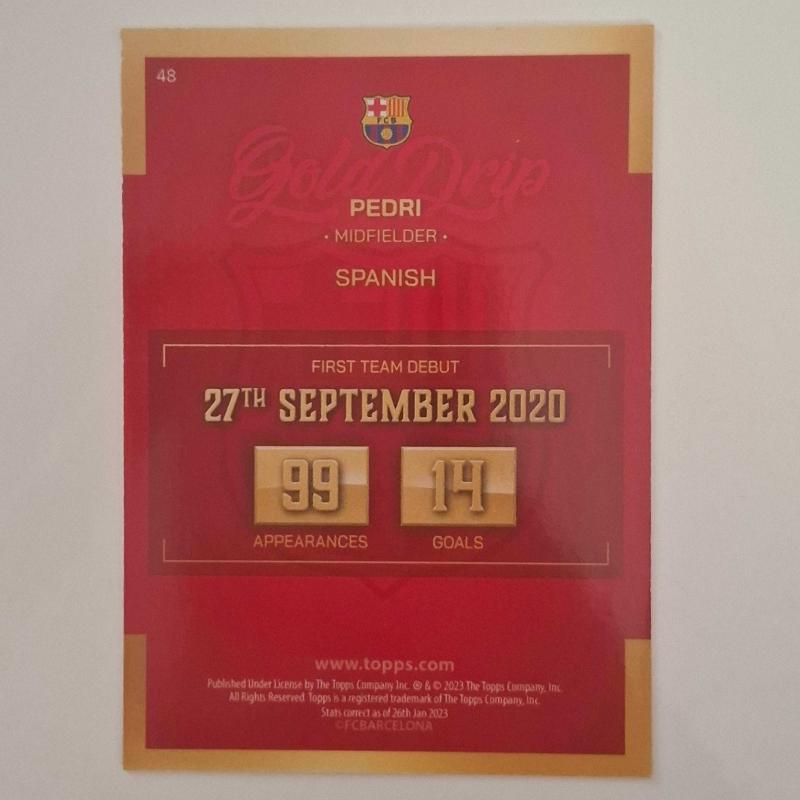 48
FCB
Gold Drip
PEDRI
• MIDFIELDER •
SPANISH
FIRST TEAM DEBUT
27TH SEPTEMBER 2020
99 14
APPEARANCES GOALS
www.topps.com
Published Under License by The Topps Company Inc. ® & © 2023 The Topps Company, Inc.
All Rights Reserved. Topps is a registered trademark of The Topps Company, Inc.
Stats correct as of 26th Jan 2023
©FCBARCELONA